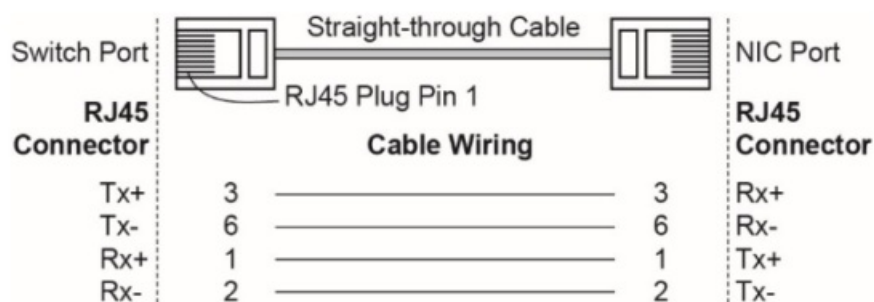 Straight-through Cable
Switch Port NIC Port
RJ45 Plug Pin 1
RJ45 RJ45
Connector Cable Wiring Connector
Tx+ 3 3 Rx+
Tx- 6 6 Rx-
Rx+ 1 1 Tx+
Rx- 2 2 Tx-